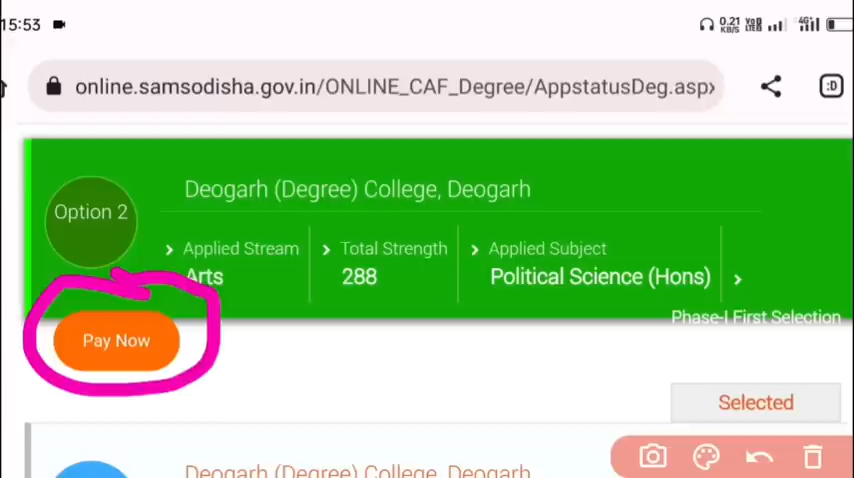 15:53 0.21 KB/S Vo LTE 4G+
online.samsodisha.gov.in/ONLINE_CAF_Degree/AppstatusDeg.asp
:D
Deogarh (Degree) College, Deogarh
Option 2
Applied Stream Total Strength Applied Subject
Arts 288 Political Science (Hons)
Phase-I First Selection
Pay Now
Selected
Deogarh (Degree) College, Deogarh